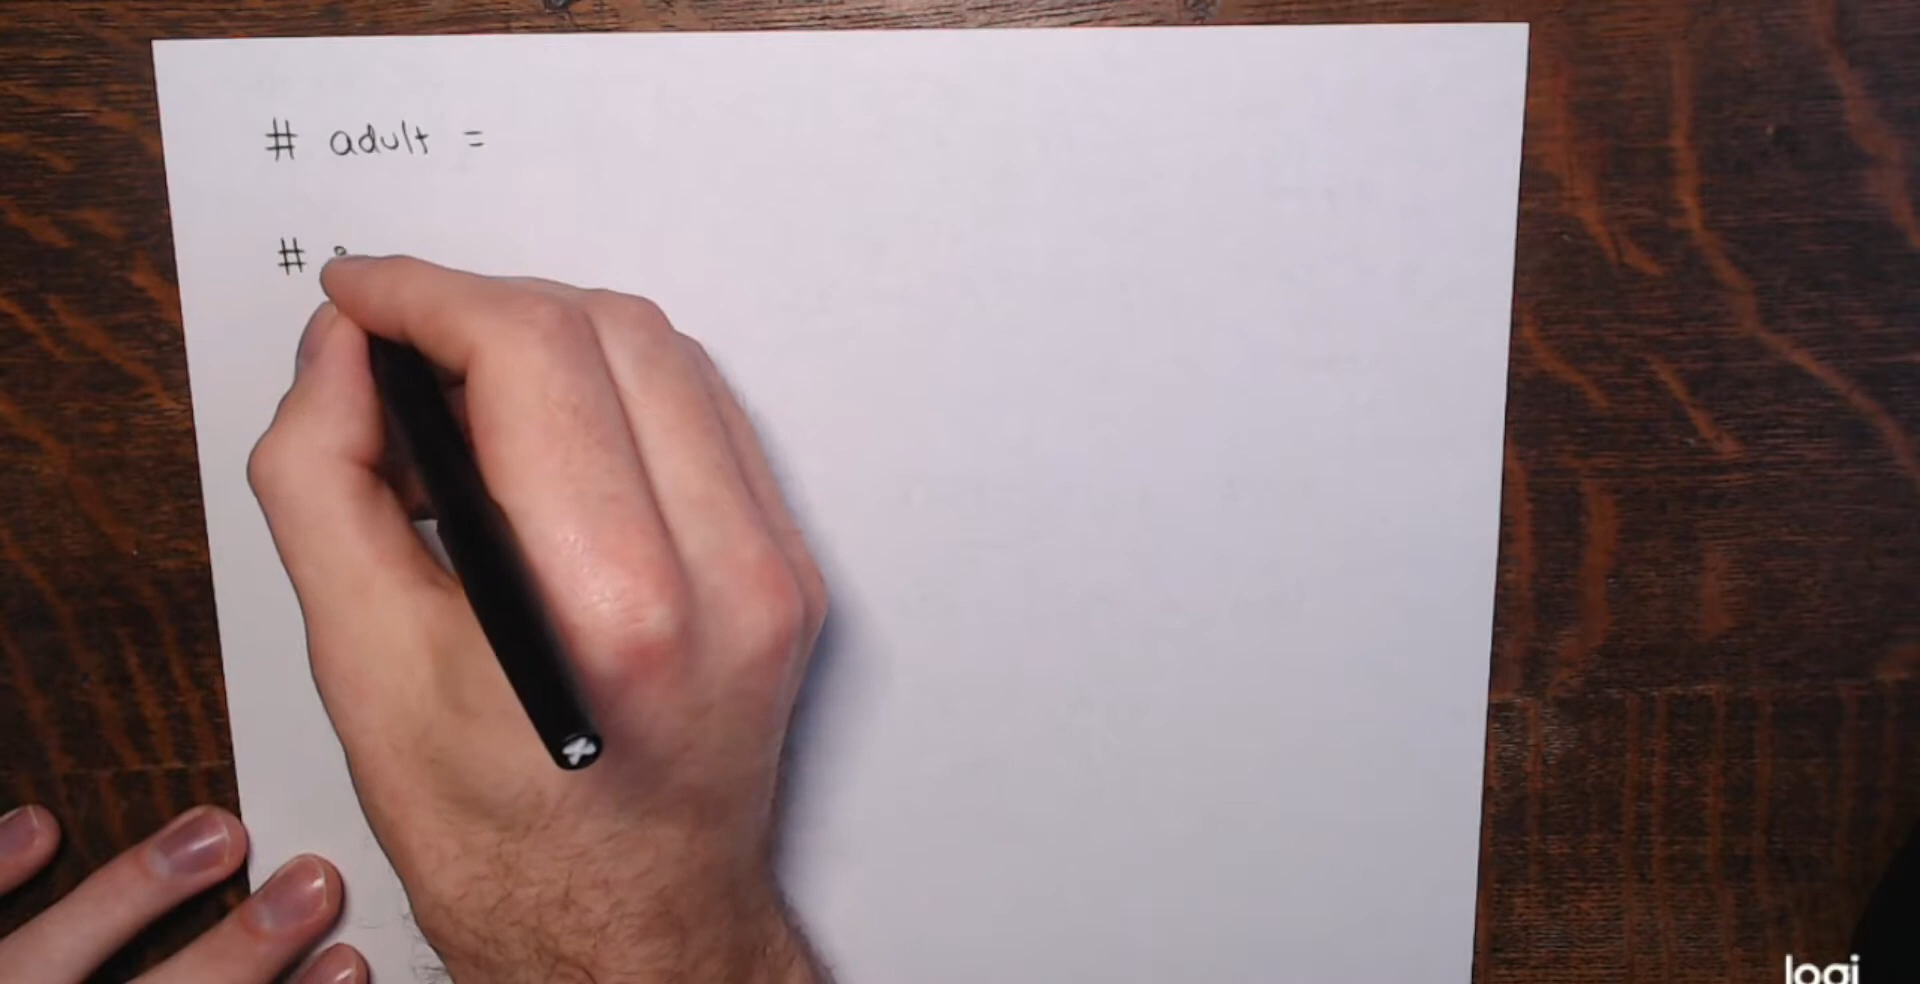 # adult =
#
logi